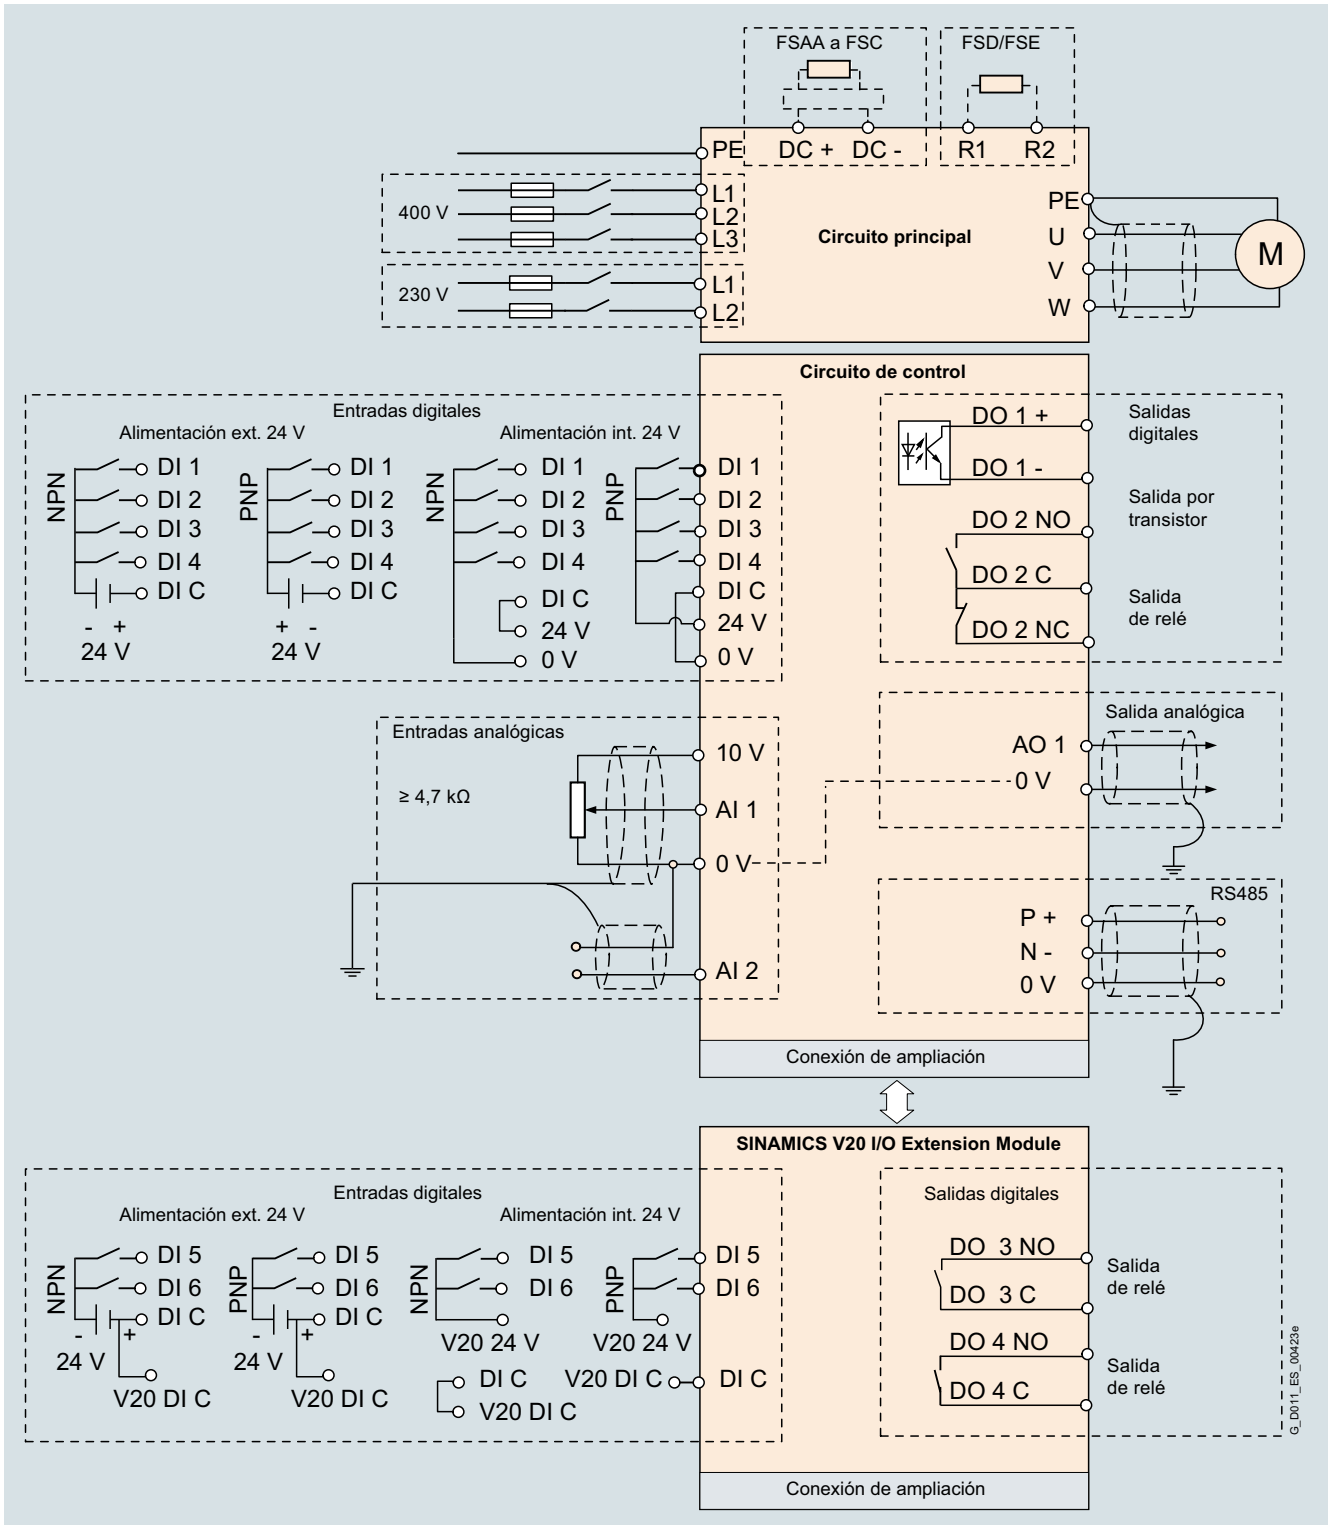 FSAA a FSC
FSD/FSE
PE
DC + DC -
R1 R2
400 V
L1
L2
L3
230 V
L1
L2
Circuito principal
PE
U
V
W
M
Circuito de control
Entradas digitales
Alimentación ext. 24 V
Alimentación int. 24 V
NPN
DI 1
DI 2
DI 3
DI 4
DI C
- +
24 V
PNP
DI 1
DI 2
DI 3
DI 4
DI C
+ -
24 V
NPN
DI 1
DI 2
DI 3
DI 4
DI C
24 V
0 V
PNP
DI 1
DI 2
DI 3
DI 4
DI C
24 V
0 V
DO 1 +
DO 1 -
DO 2 NO
DO 2 C
DO 2 NC
Salidas
digitales
Salida por
transistor
Salida
de relé
Entradas analógicas
≥ 4,7 kΩ
10 V
AI 1
0 V
AI 2
Salida analógica
AO 1
0 V
RS485
P +
N -
0 V
Conexión de ampliación
SINAMICS V20 I/O Extension Module
Entradas digitales
Alimentación ext. 24 V
Alimentación int. 24 V
NPN
DI 5
DI 6
DI C
- +
24 V
V20 DI C
PNP
DI 5
DI 6
DI C
- +
24 V
V20 DI C
NPN
DI 5
DI 6
V20 24 V
DI C
V20 DI C
PNP
DI 5
DI 6
V20 24 V
V20 DI C
DI C
Salidas digitales
DO 3 NO
DO 3 C
DO 4 NO
DO 4 C
Salida
de relé
Salida
de relé
G_D011_ES_00423e
Conexión de ampliación